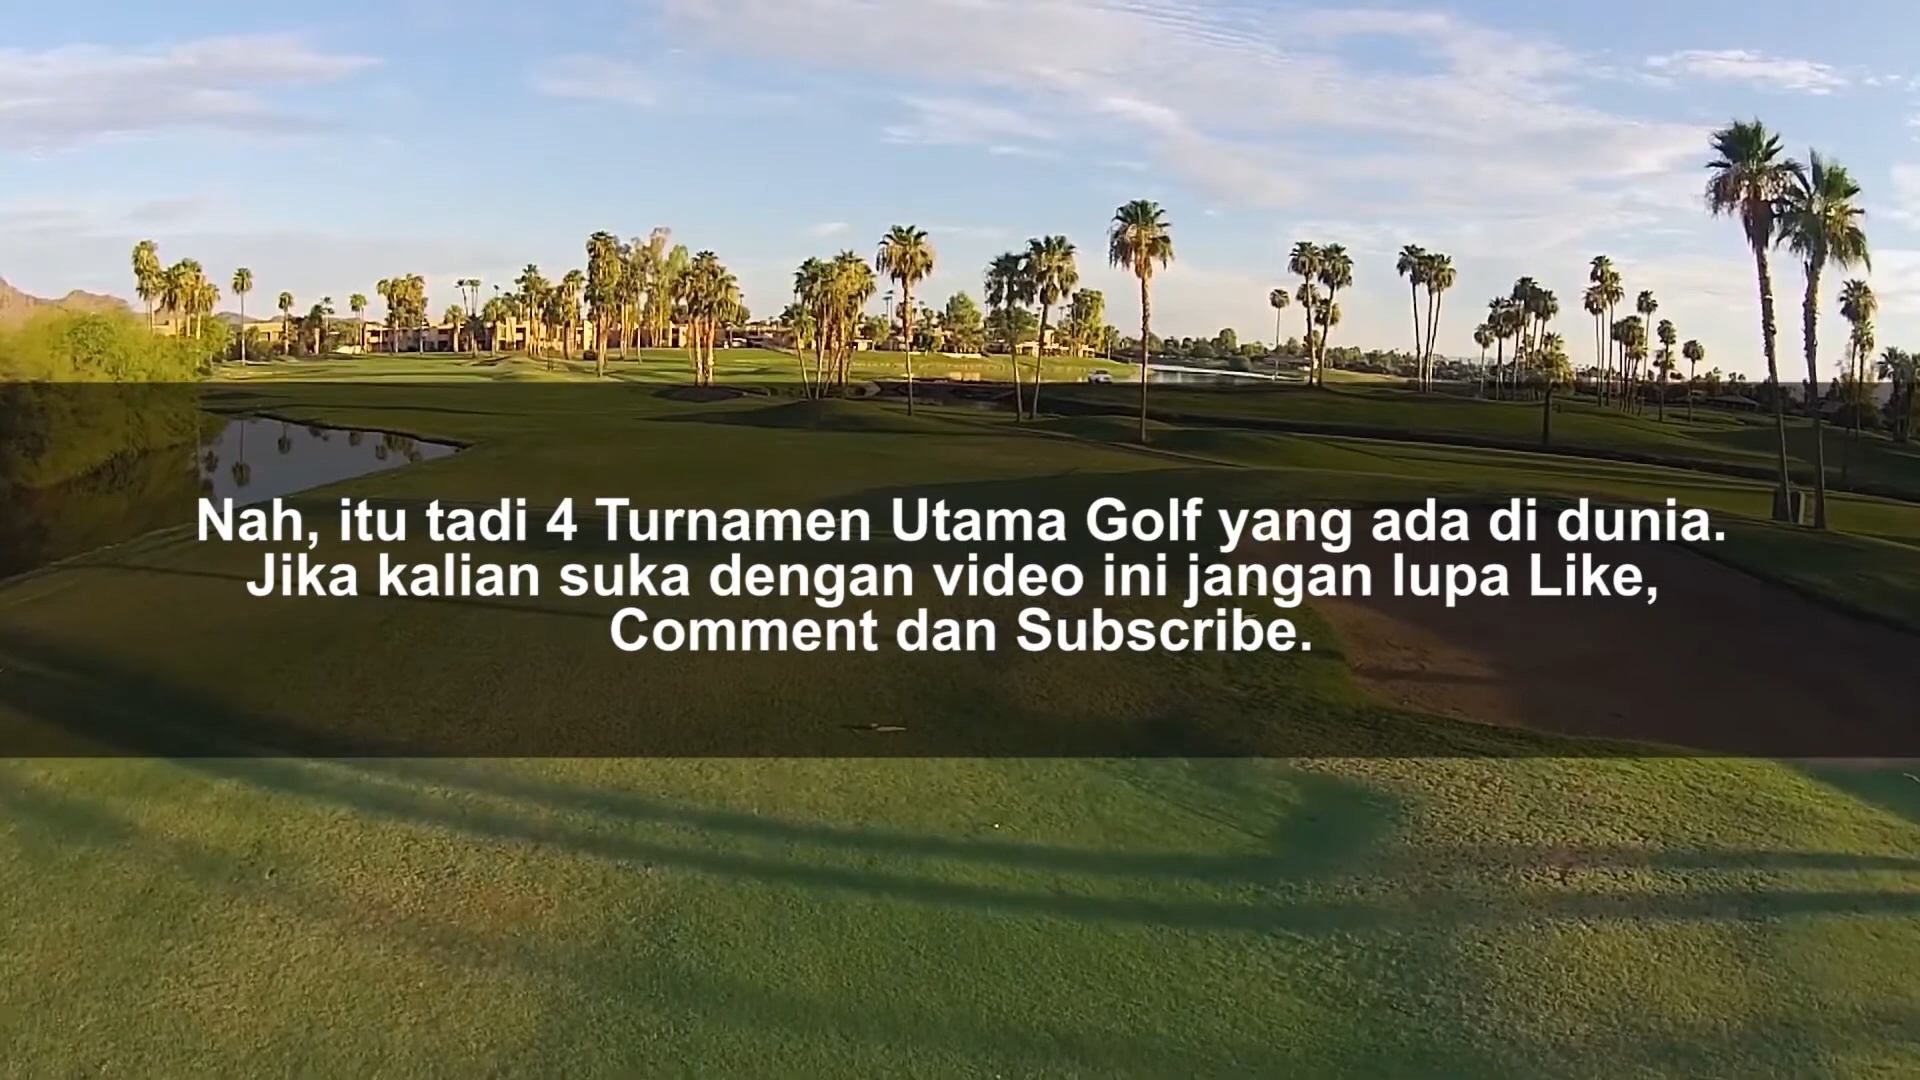 Nah, itu tadi 4 Turnamen Utama Golf yang ada di dunia.
Jika kalian suka dengan video ini jangan lupa Like,
Comment dan Subscribe.